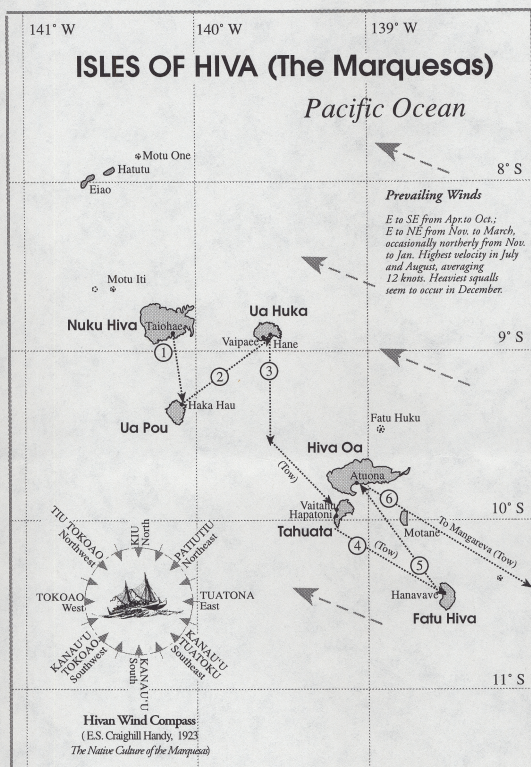 141° W
140° W
139° W
ISLES OF HIVA (The Marquesas)
Pacific Ocean
Motu One
Hatutu
Eiao
8° S
Prevailing Winds
E to SE from Apr. to Oct.;
E to NE from Nov. to March,
occasionally northerly from Nov.
to Jan. Highest velocity in July
and August, averaging
12 knots. Heaviest squalls
seem to occur in December.
Motu Iti
Nuku Hiva
Taiohae
Ua Huka
Vaipaee
Hane
9° S
1
2
3
Haka Hau
Ua Pou
Fatu Huku
Hiva Oa
(Tow)
Atuona
6
Vaitahu
Hapatoni
10° S
Tahuata
Motane
To Mangareva (Tow)
4
(Tow)
5
Hanavave
Fatu Hiva
KIU
North
TIU TOKOAO
Northwest
PATIUTIU
Northeast
TOKOAO
West
TUATONA
East
KANAU'U
TOKOAO
Southwest
KANAU'U
TUATOKU
Southeast
KANAU'U
South
11° S
Hivan Wind Compass
(E.S. Craighill Handy, 1923
The Native Culture of the Marquesas)